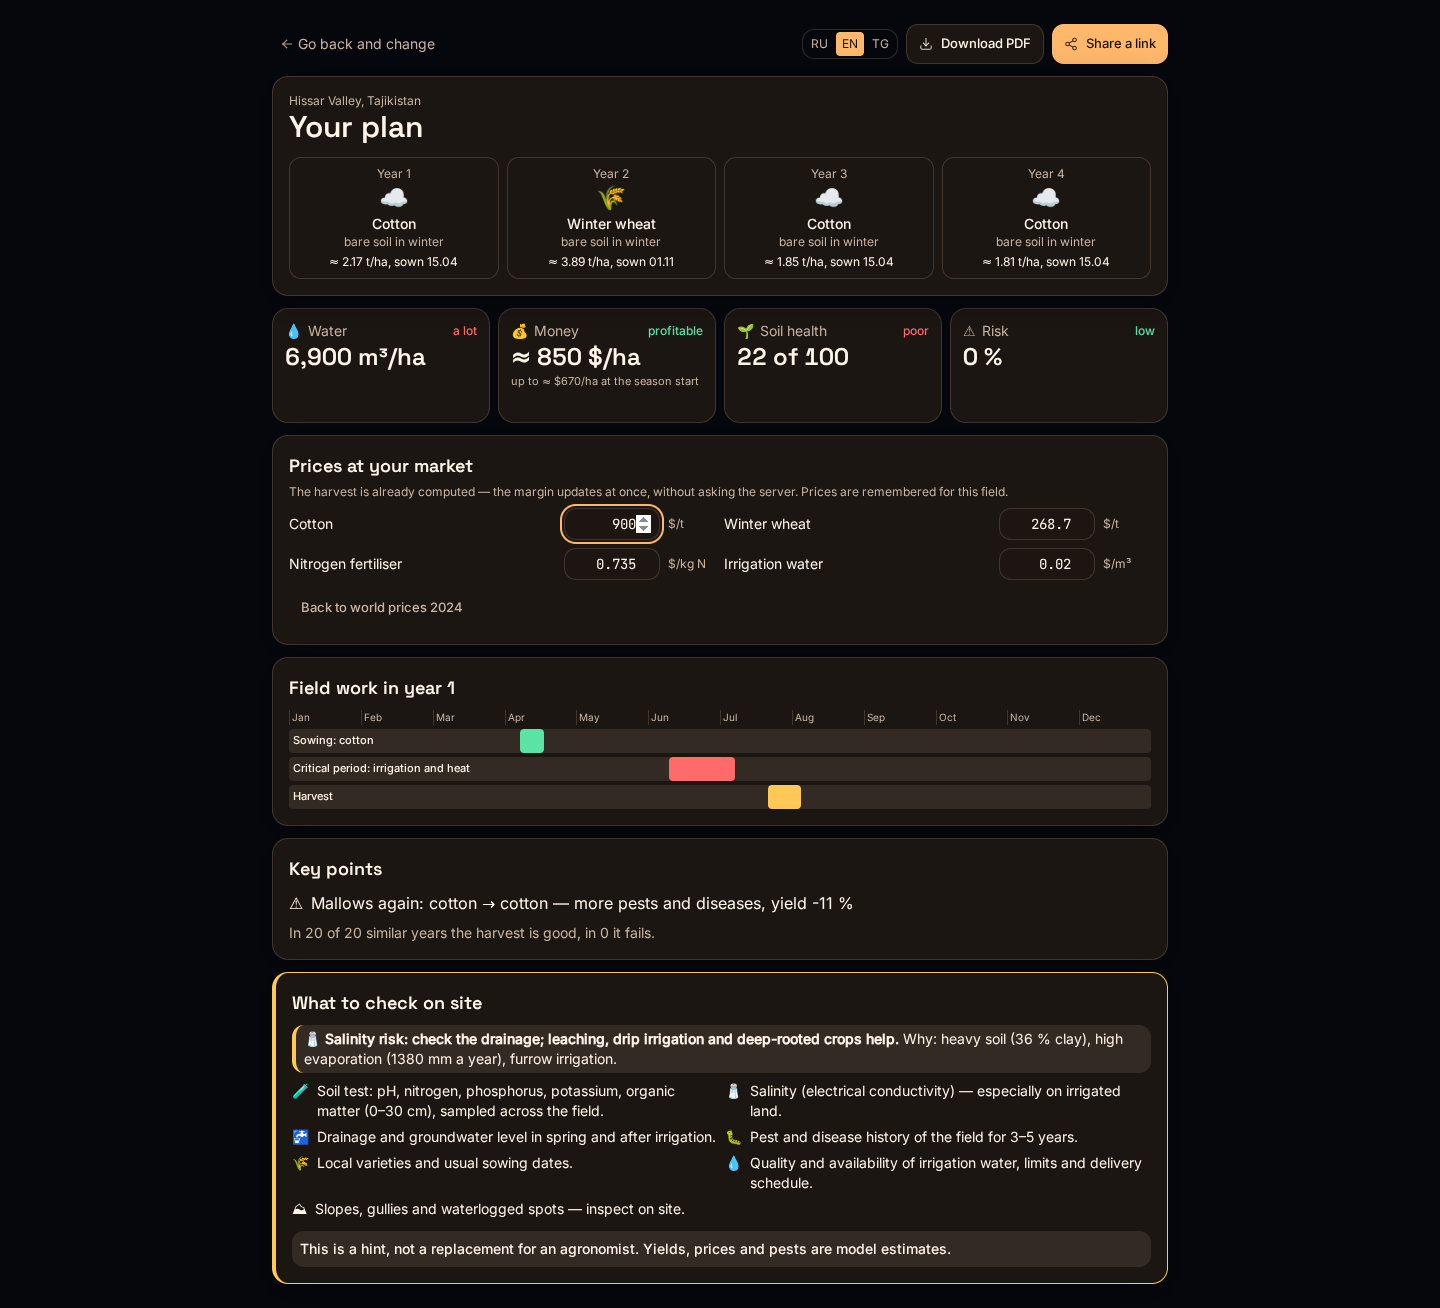 ← Go back and change
RU EN TG
Download PDF
Share a link
Hissar Valley, Tajikistan
Your plan
Year 1
Cotton
bare soil in winter
≈ 2.17 t/ha, sown 15.04
Year 2
Winter wheat
bare soil in winter
≈ 3.89 t/ha, sown 01.11
Year 3
Cotton
bare soil in winter
≈ 1.85 t/ha, sown 15.04
Year 4
Cotton
bare soil in winter
≈ 1.81 t/ha, sown 15.04
Water a lot
6,900 m³/ha
Money profitable
≈ 850 $/ha
up to ≈ $670/ha at the season start
Soil health poor
22 of 100
Risk low
0 %
Prices at your market
The harvest is already computed — the margin updates at once, without asking the server. Prices are remembered for this field.
Cotton 900 $/t
Winter wheat 268.7 $/t
Nitrogen fertiliser 0.735 $/kg N
Irrigation water 0.02 $/m³
Back to world prices 2024
Field work in year 1
Jan Feb Mar Apr May Jun Jul Aug Sep Oct Nov Dec
Sowing: cotton
Critical period: irrigation and heat
Harvest
Key points
⚠ Mallows again: cotton → cotton — more pests and diseases, yield -11 %
In 20 of 20 similar years the harvest is good, in 0 it fails.
What to check on site
Salinity risk: check the drainage; leaching, drip irrigation and deep-rooted crops help. Why: heavy soil (36 % clay), high
evaporation (1380 mm a year), furrow irrigation.
Soil test: pH, nitrogen, phosphorus, potassium, organic
matter (0–30 cm), sampled across the field.
Salinity (electrical conductivity) — especially on irrigated
land.
Drainage and groundwater level in spring and after irrigation.
Pest and disease history of the field for 3–5 years.
Local varieties and usual sowing dates.
Quality and availability of irrigation water, limits and delivery
schedule.
Slopes, gullies and waterlogged spots — inspect on site.
This is a hint, not a replacement for an agronomist. Yields, prices and pests are model estimates.